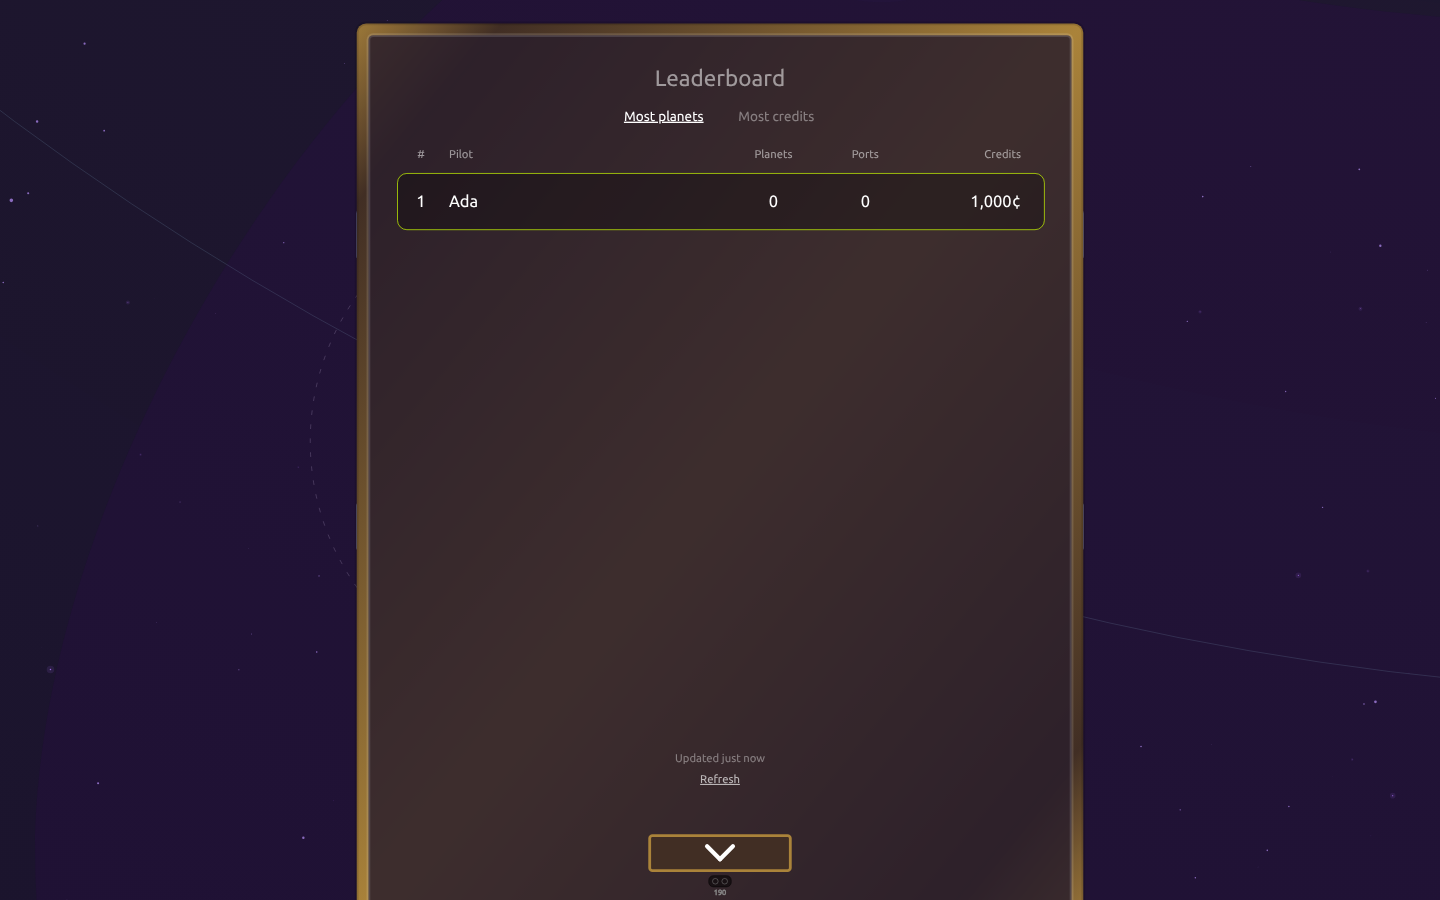 Leaderboard
Most planets Most credits
# Pilot Planets Ports Credits
1 Ada 0 0 1,000¢
Updated just now
Refresh
190